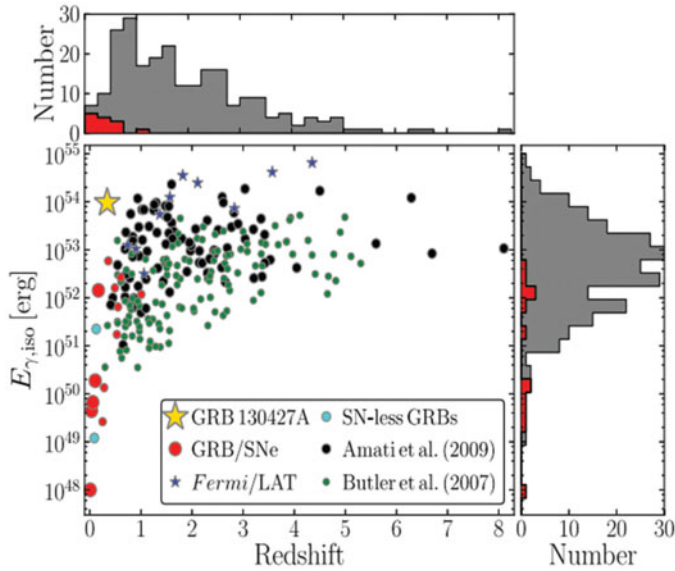 Number
30
20
10
0
10^55
10^54
10^53
10^52
10^51
10^50
10^49
10^48
E_γ,iso [erg]
GRB 130427A
GRB/SNe
Fermi/LAT
SN-less GRBs
Amati et al. (2009)
Butler et al. (2007)
0 1 2 3 4 5 6 7 8
Redshift
0 10 20 30
Number